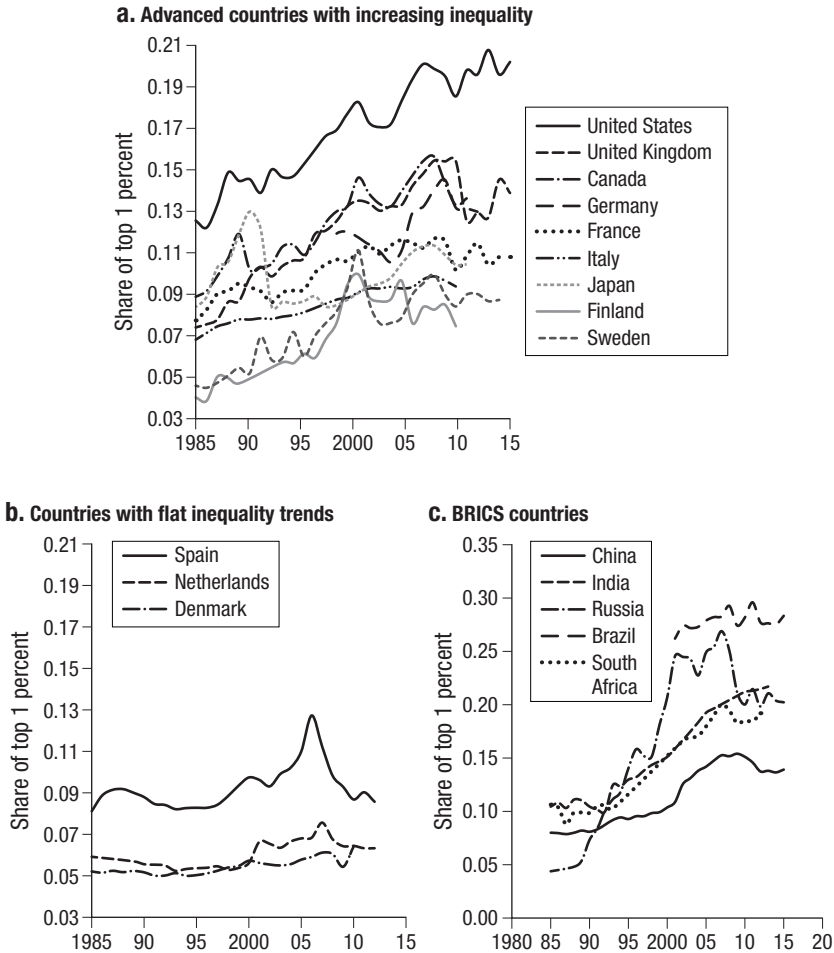 a. Advanced countries with increasing inequality
0.21
0.19
0.17
0.15
0.13
0.11
0.09
0.07
0.05
0.03
Share of top 1 percent
1985 90 95 2000 05 10 15
United States
United Kingdom
Canada
Germany
France
Italy
Japan
Finland
Sweden
b. Countries with flat inequality trends
0.21
0.19
0.17
0.15
0.13
0.11
0.09
0.07
0.05
0.03
Share of top 1 percent
1985 90 95 2000 05 10 15
Spain
Netherlands
Denmark
c. BRICS countries
0.35
0.30
0.25
0.20
0.15
0.10
0.05
0.00
Share of top 1 percent
1980 85 90 95 2000 05 10 15 20
China
India
Russia
Brazil
South
Africa